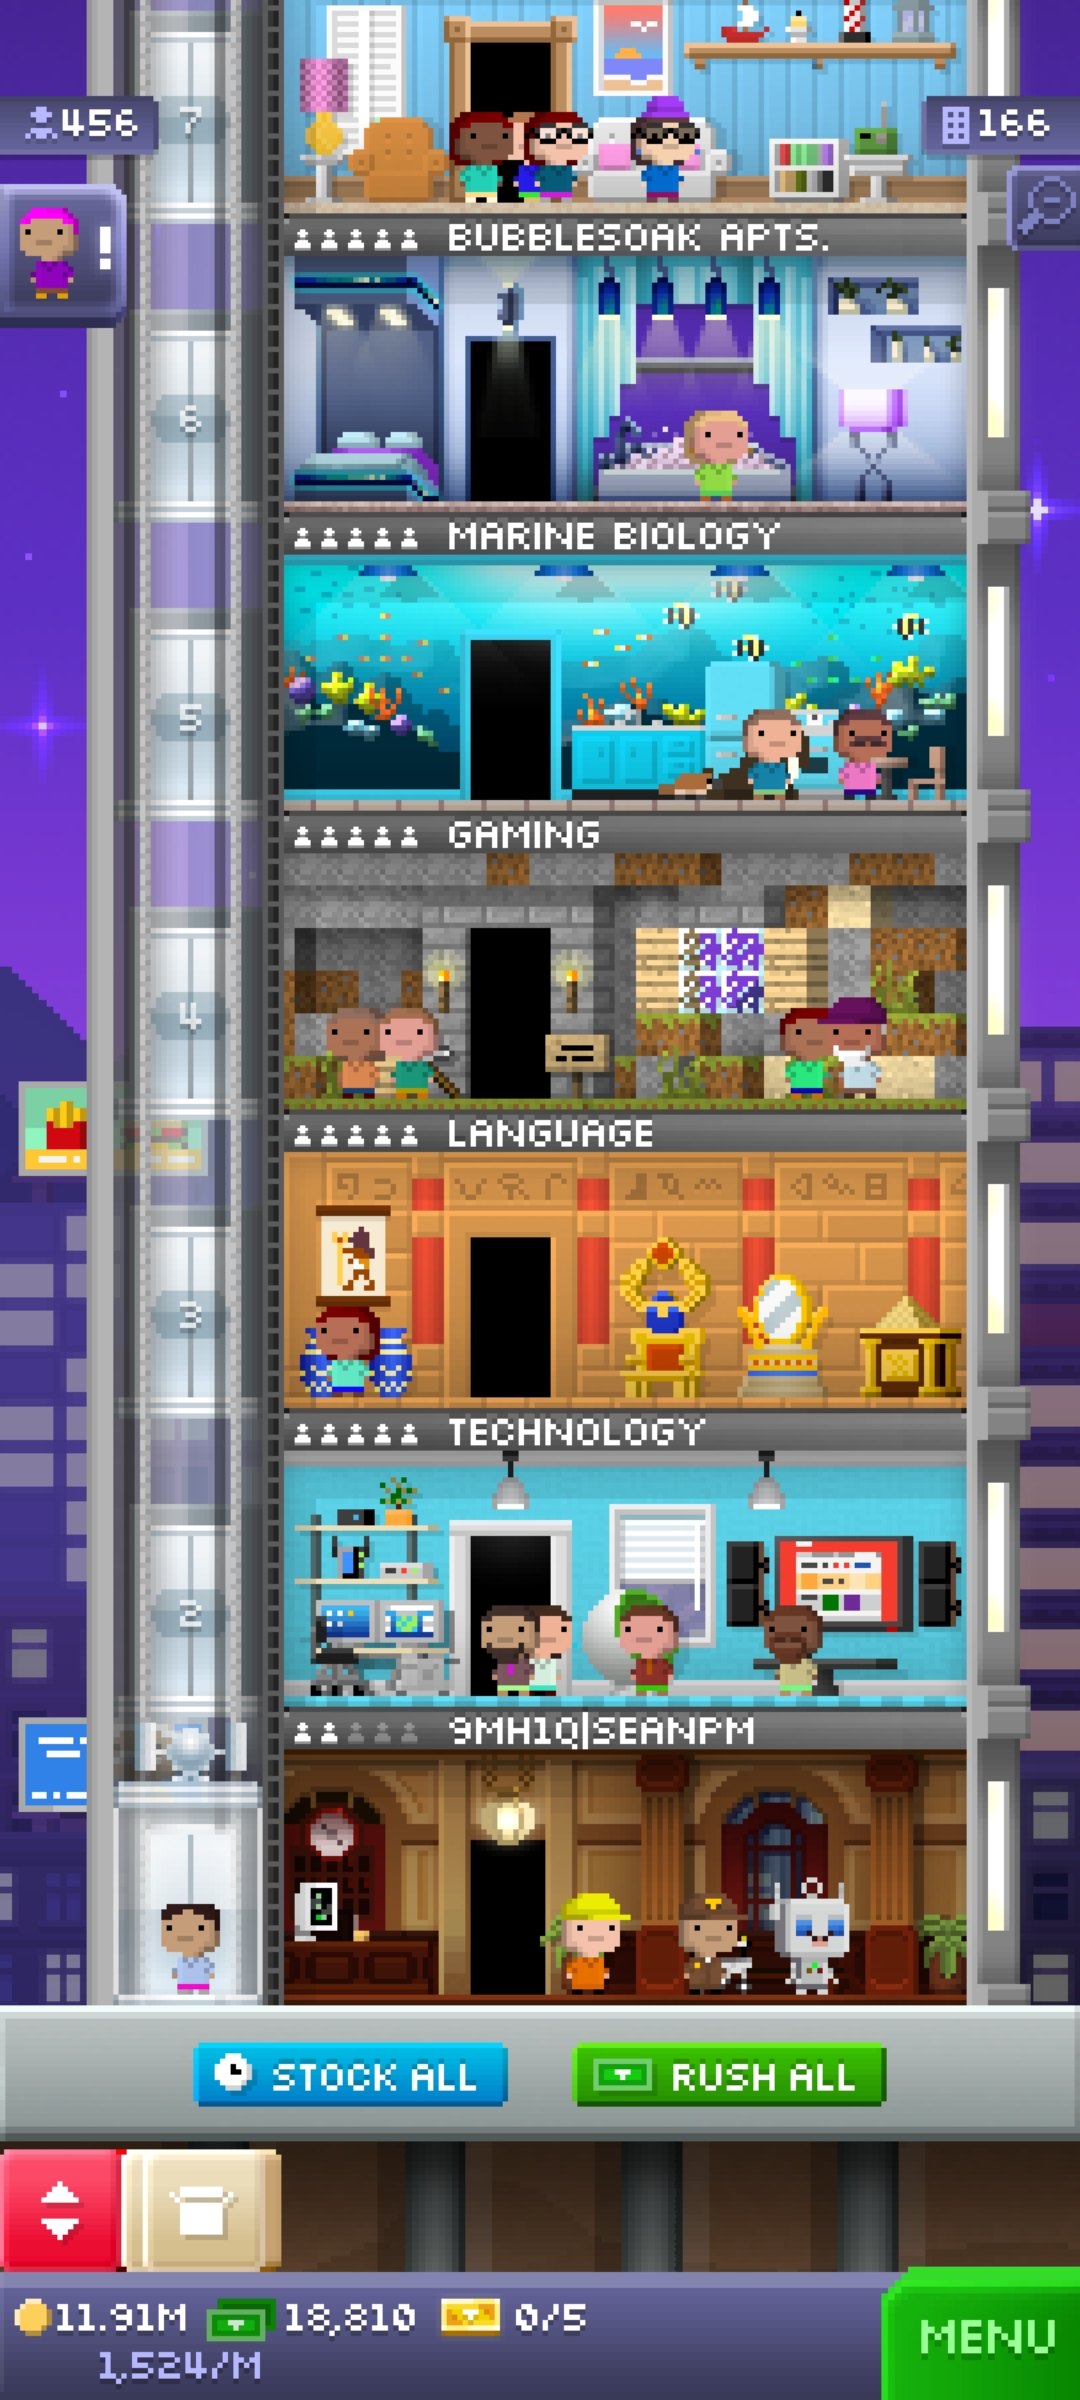 7
456
166
!
BUBBLESOAK APTS.
6
MARINE BIOLOGY
5
GAMING
4
LANGUAGE
3
TECHNOLOGY
2
9MH1Q|SEANPM
STOCK ALL
RUSH ALL
11.91M
18,810
0/5
1,524/M
MENU